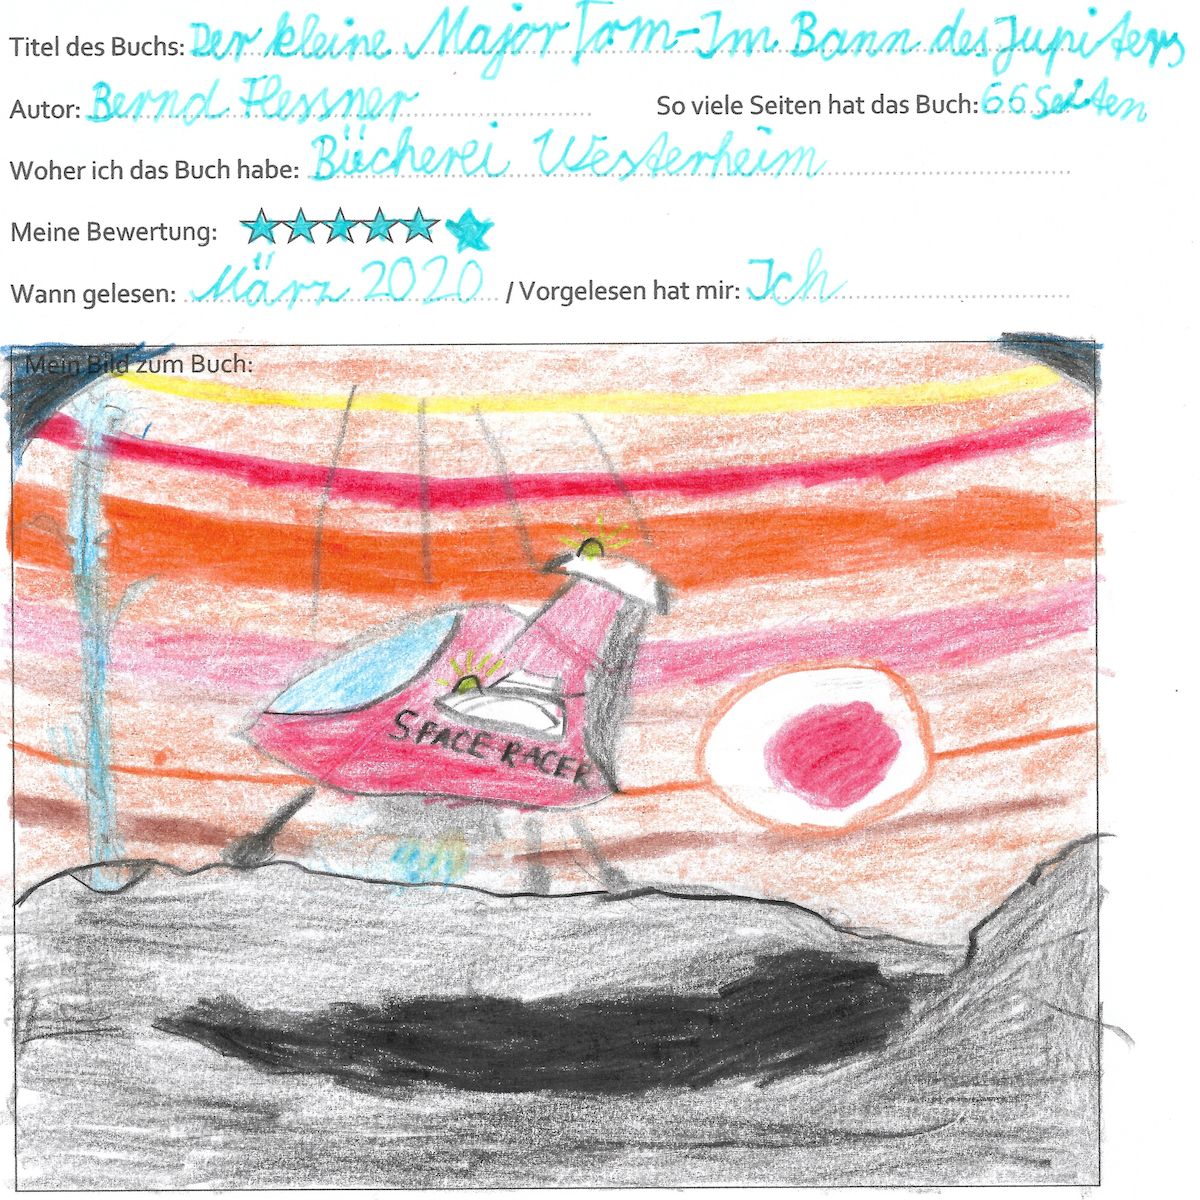 Titel des Buchs: Der kleine Major Tom-Im Bann des Jupiters
Autor: Bernd Flessner So viele Seiten hat das Buch: 66 Seiten
Woher ich das Buch habe: Bücherei Westerheim
Meine Bewertung:
Wann gelesen: März 2020 / Vorgelesen hat mir: Ich
Mein Bild zum Buch:
SPACE-RACER